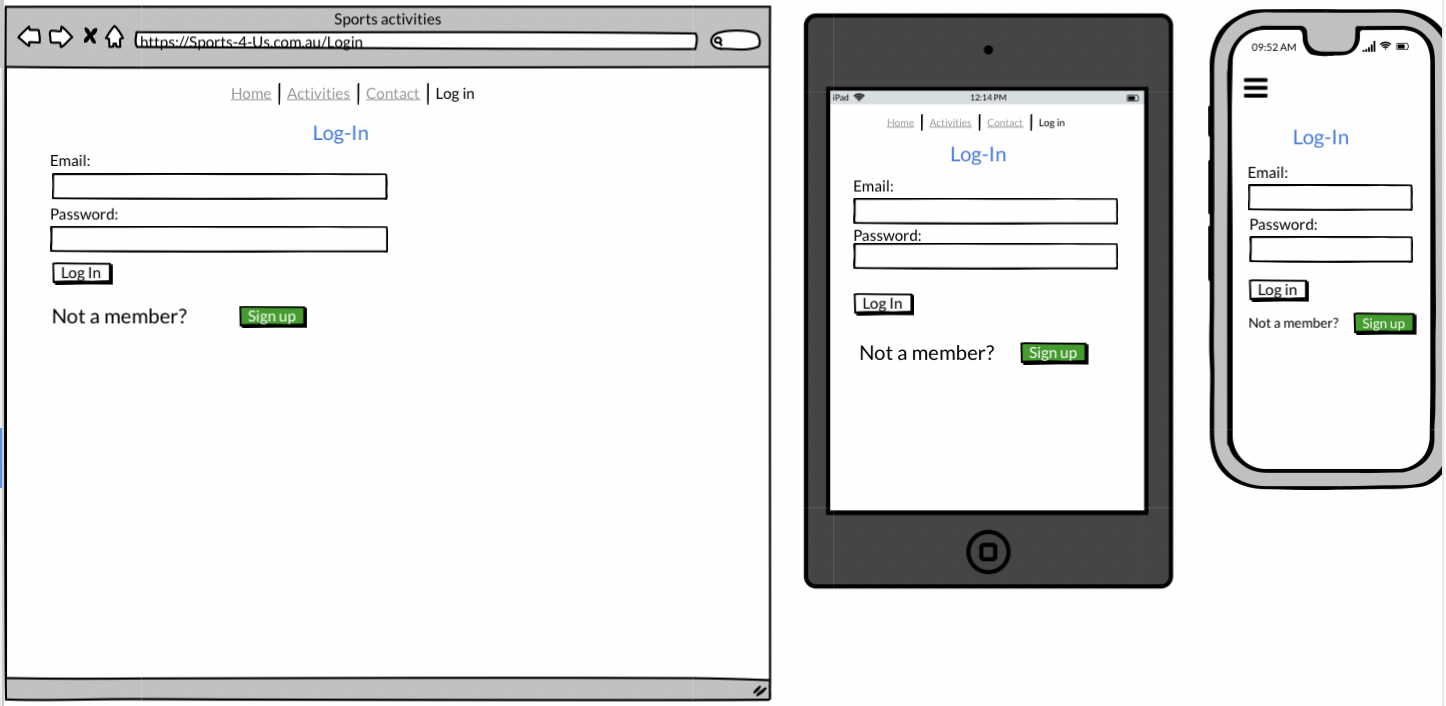 Sports activities
https://Sports-4-Us.com.au/Login
Home Activities Contact Log in
Log-In
Email:
Password:
Log In
Not a member? Sign up
iPad 12:14 PM
Home Activities Contact Log in
Log-In
Email:
Password:
Log In
Not a member? Sign up
09:52 AM
Log-In
Email:
Password:
Log in
Not a member? Sign up